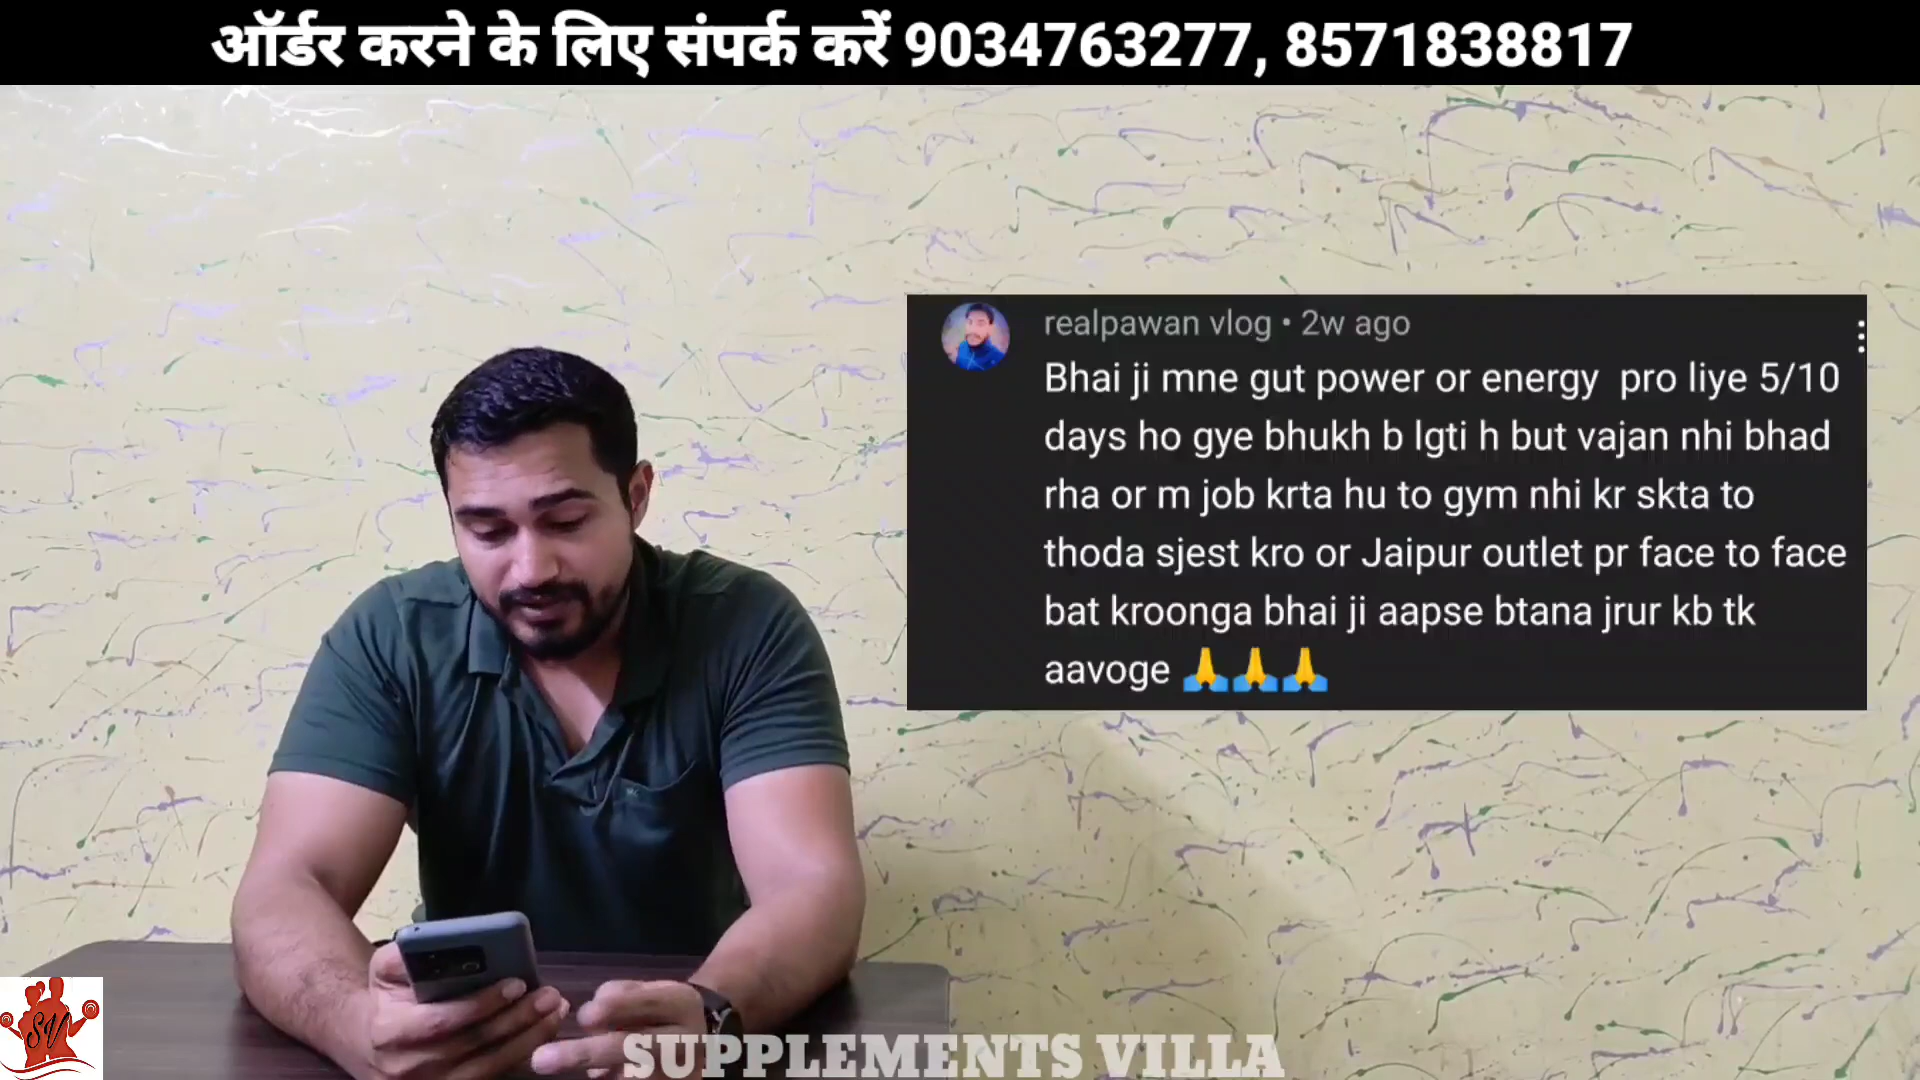 ऑर्डर करने के लिए संपर्क करें 9034763277, 8571838817
realpawan vlog • 2w ago
Bhai ji mne gut power or energy pro liye 5/10
days ho gye bhukh b lgti h but vajan nhi bhad
rha or m job krta hu to gym nhi kr skta to
thoda sjest kro or Jaipur outlet pr face to face
bat kroonga bhai ji aapse btana jrur kb tk
aavoge 🙏🙏🙏
SV
SUPPLEMENTS VILLA